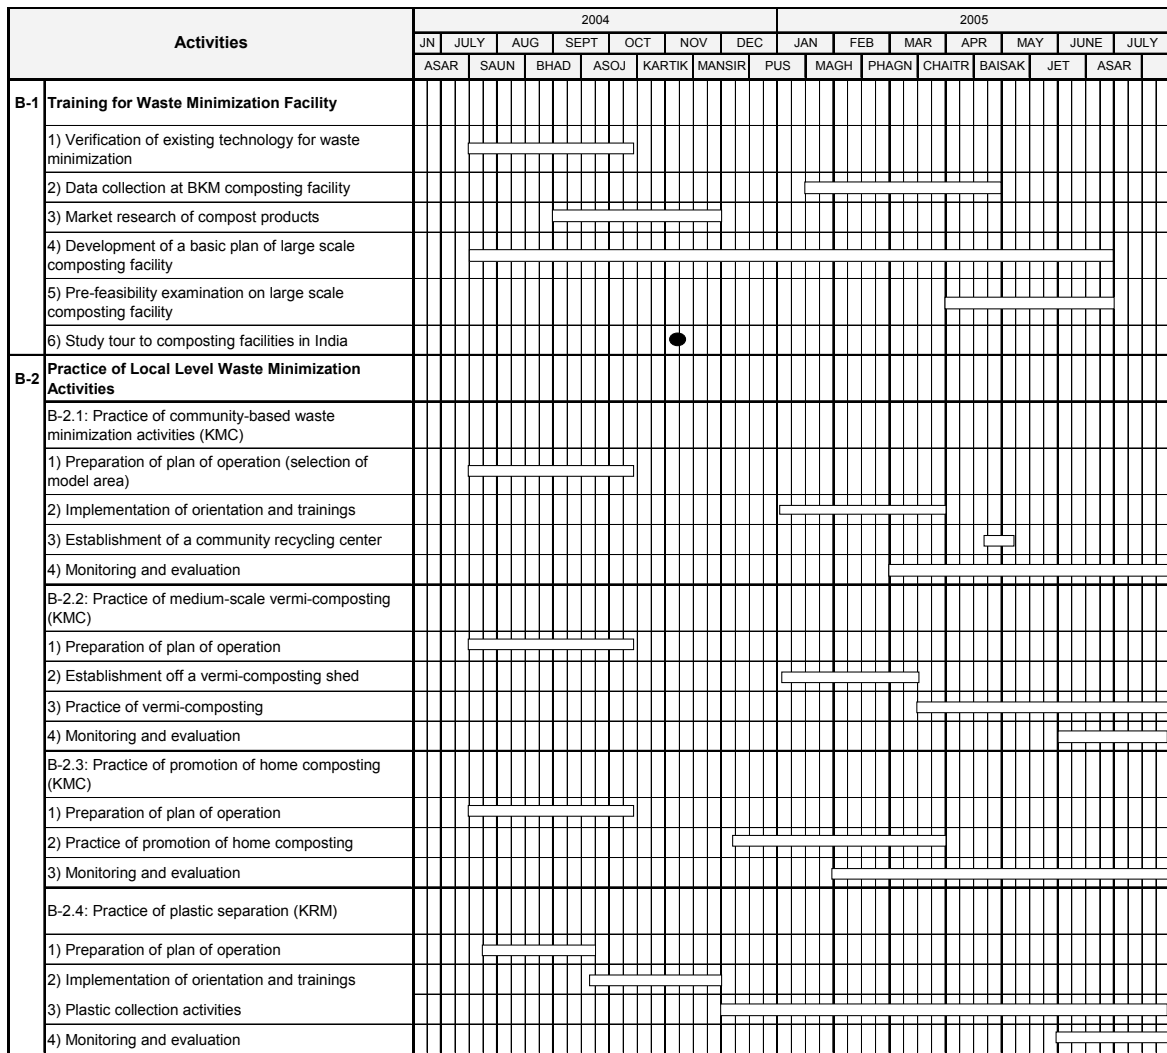 Activities
2004 2005
JN JULY AUG SEPT OCT NOV DEC JAN FEB MAR APR MAY JUNE JULY
ASAR SAUN BHAD ASOJ KARTIK MANSIR PUS MAGH PHAGN CHAITR BAISAK JET ASAR
B-1 Training for Waste Minimization Facility
1) Verification of existing technology for waste
minimization
2) Data collection at BKM composting facility
3) Market research of compost products
4) Development of a basic plan of large scale
composting facility
5) Pre-feasibility examination on large scale
composting facility
6) Study tour to composting facilities in India
B-2 Practice of Local Level Waste Minimization
Activities
B-2.1: Practice of community-based waste
minimization activities (KMC)
1) Preparation of plan of operation (selection of
model area)
2) Implementation of orientation and trainings
3) Establishment of a community recycling center
4) Monitoring and evaluation
B-2.2: Practice of medium-scale vermi-composting
(KMC)
1) Preparation of plan of operation
2) Establishment off a vermi-composting shed
3) Practice of vermi-composting
4) Monitoring and evaluation
B-2.3: Practice of promotion of home composting
(KMC)
1) Preparation of plan of operation
2) Practice of promotion of home composting
3) Monitoring and evaluation
B-2.4: Practice of plastic separation (KRM)
1) Preparation of plan of operation
2) Implementation of orientation and trainings
3) Plastic collection activities
4) Monitoring and evaluation